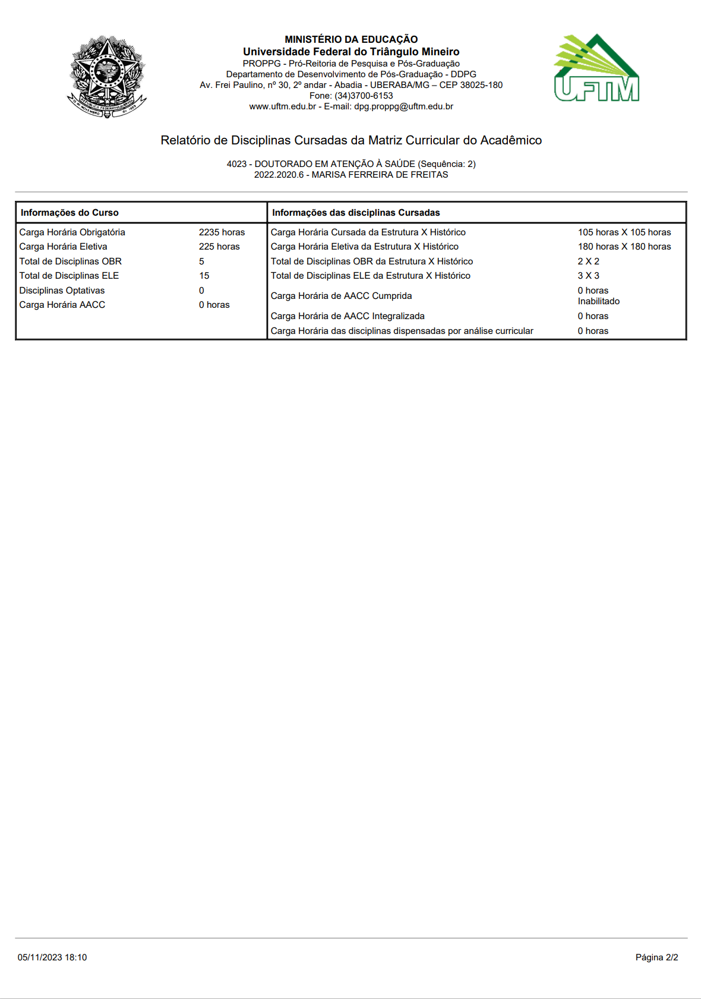 MINISTÉRIO DA EDUCAÇÃO
Universidade Federal do Triângulo Mineiro
PROPPG - Pró-Reitoria de Pesquisa e Pós-Graduação
Departamento de Desenvolvimento de Pós-Graduação - DDPG
Av. Frei Paulino, nº 30, 2º andar - Abadia - UBERABA/MG – CEP 38025-180
Fone: (34)3700-6153
www.uftm.edu.br - E-mail: dpg.proppg@uftm.edu.br
REPÚBLICA FEDERATIVA DO BRASIL
15 DE NOVEMBRO de 1889
UFTM
Relatório de Disciplinas Cursadas da Matriz Curricular do Acadêmico
4023 - DOUTORADO EM ATENÇÃO À SAÚDE (Sequência: 2)
2022.2020.6 - MARISA FERREIRA DE FREITAS
Informações do Curso
Carga Horária Obrigatória 2235 horas
Carga Horária Eletiva 225 horas
Total de Disciplinas OBR 5
Total de Disciplinas ELE 15
Disciplinas Optativas 0
Carga Horária AACC 0 horas
Informações das disciplinas Cursadas
Carga Horária Cursada da Estrutura X Histórico 105 horas X 105 horas
Carga Horária Eletiva da Estrutura X Histórico 180 horas X 180 horas
Total de Disciplinas OBR da Estrutura X Histórico 2 X 2
Total de Disciplinas ELE da Estrutura X Histórico 3 X 3
Carga Horária de AACC Cumprida 0 horas
Inabilitado
Carga Horária de AACC Integralizada 0 horas
Carga Horária das disciplinas dispensadas por análise curricular 0 horas
05/11/2023 18:10
Página 2/2